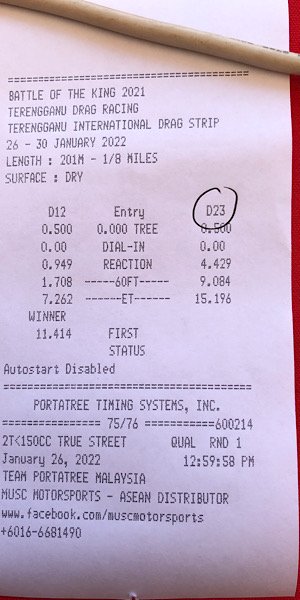 BATTLE OF THE KING 2021
TERENGGANU DRAG RACING
TERENGGANU INTERNATIONAL DRAG STRIP
26 - 30 JANUARY 2022
LENGTH : 201M - 1/8 MILES
SURFACE : DRY
D12 Entry D23
0.500 0.000 TREE 0.500
0.00 DIAL-IN 0.00
0.949 REACTION 4.429
1.708 -----60FT----- 9.084
7.262 ------ET------ 15.196
WINNER
11.414 FIRST
STATUS
Autostart Disabled
PORTATREE TIMING SYSTEMS, INC.
================ 75/76 ============600214
2T<150CC TRUE STREET QUAL RND 1
January 26, 2022 12:59:58 PM
TEAM PORTATREE MALAYSIA
MUSC MOTORSPORTS - ASEAN DISTRIBUTOR
www.facebook.com/muscmotorsports
+6016-6681490